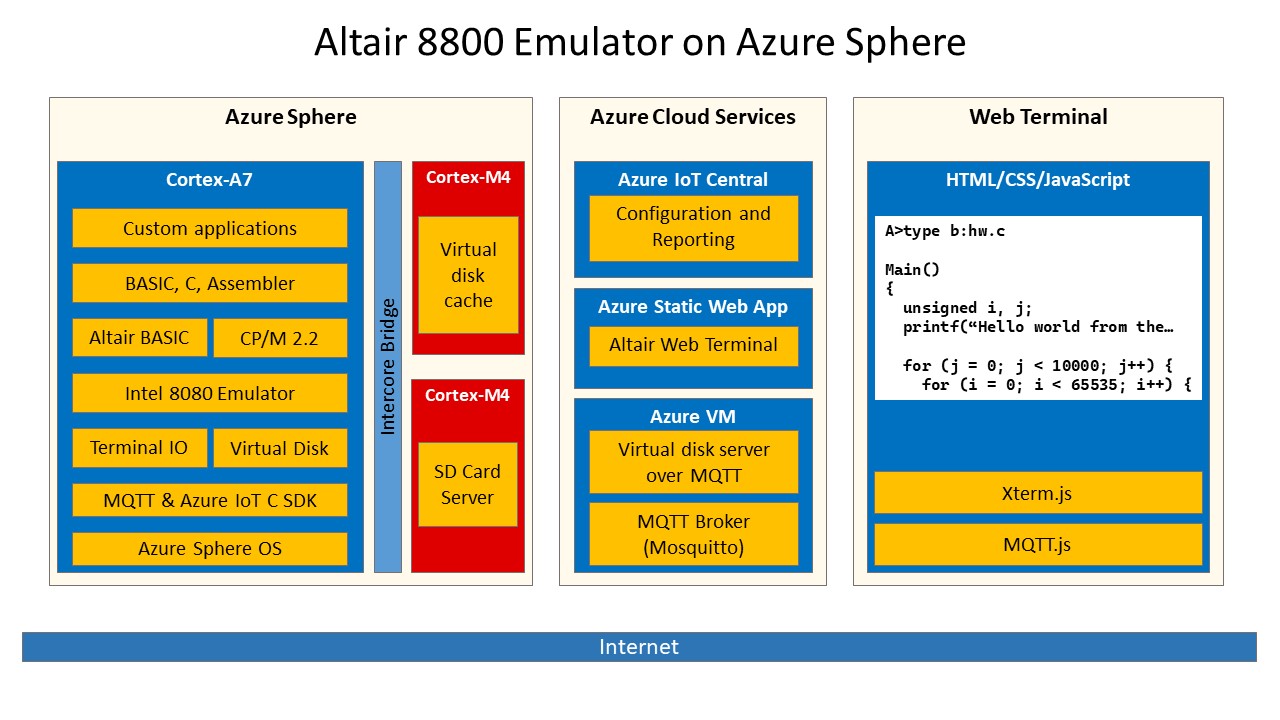 Altair 8800 Emulator on Azure Sphere
Azure Sphere
Cortex-A7
Custom applications
BASIC, C, Assembler
Altair BASIC
CP/M 2.2
Intel 8080 Emulator
Terminal IO
Virtual Disk
MQTT & Azure IoT C SDK
Azure Sphere OS
Intercore Bridge
Cortex-M4
Virtual
disk
cache
Cortex-M4
SD Card
Server
Azure Cloud Services
Azure IoT Central
Configuration and
Reporting
Azure Static Web App
Altair Web Terminal
Azure VM
Virtual disk server
over MQTT
MQTT Broker
(Mosquitto)
Web Terminal
HTML/CSS/JavaScript
A>type b:hw.c
Main()
{
unsigned i, j;
printf(“Hello world from the…
for (j = 0; j < 10000; j++) {
for (i = 0; i < 65535; i++) {
Xterm.js
MQTT.js
Internet